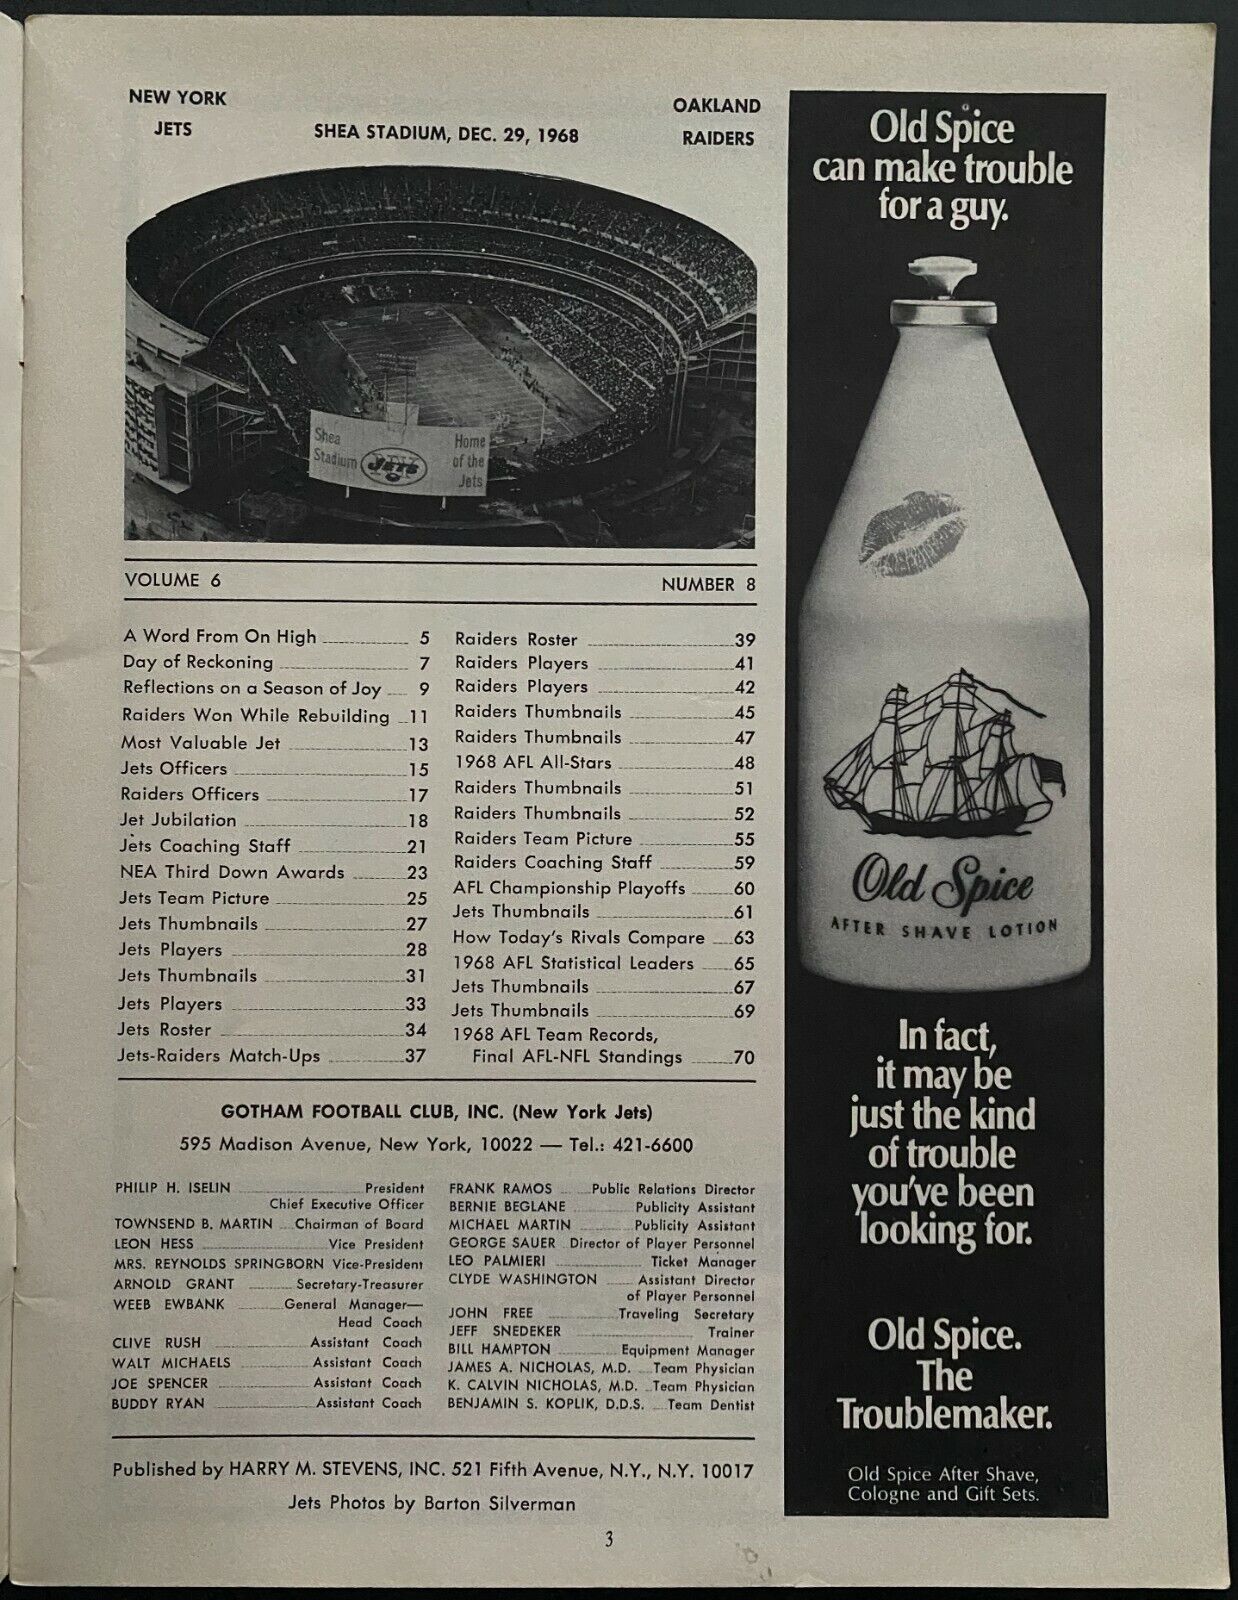 NEW YORK
JETS
SHEA STADIUM, DEC. 29, 1968
OAKLAND
RAIDERS
Shea
Stadium
NY
JETS
Home
of the
Jets
VOLUME 6
NUMBER 8
A Word From On High 5
Day of Reckoning 7
Reflections on a Season of Joy 9
Raiders Won While Rebuilding 11
Most Valuable Jet 13
Jets Officers 15
Raiders Officers 17
Jet Jubilation 18
Jets Coaching Staff 21
NEA Third Down Awards 23
Jets Team Picture 25
Jets Thumbnails 27
Jets Players 28
Jets Thumbnails 31
Jets Players 33
Jets Roster 34
Jets-Raiders Match-Ups 37
Raiders Roster 39
Raiders Players 41
Raiders Players 42
Raiders Thumbnails 45
Raiders Thumbnails 47
1968 AFL All-Stars 48
Raiders Thumbnails 51
Raiders Thumbnails 52
Raiders Team Picture 55
Raiders Coaching Staff 59
AFL Championship Playoffs 60
Jets Thumbnails 61
How Today's Rivals Compare 63
1968 AFL Statistical Leaders 65
Jets Thumbnails 67
Jets Thumbnails 69
1968 AFL Team Records,
Final AFL-NFL Standings 70
GOTHAM FOOTBALL CLUB, INC. (New York Jets)
595 Madison Avenue, New York, 10022 — Tel.: 421-6600
PHILIP H. ISELIN President
Chief Executive Officer
TOWNSEND B. MARTIN Chairman of Board
LEON HESS Vice President
MRS. REYNOLDS SPRINGBORN Vice-President
ARNOLD GRANT Secretary-Treasurer
WEEB EWBANK General Manager—
Head Coach
CLIVE RUSH Assistant Coach
WALT MICHAELS Assistant Coach
JOE SPENCER Assistant Coach
BUDDY RYAN Assistant Coach
FRANK RAMOS Public Relations Director
BERNIE BEGLANE Publicity Assistant
MICHAEL MARTIN Publicity Assistant
GEORGE SAUER Director of Player Personnel
LEO PALMIERI Ticket Manager
CLYDE WASHINGTON Assistant Director
of Player Personnel
JOHN FREE Traveling Secretary
JEFF SNEDEKER Trainer
BILL HAMPTON Equipment Manager
JAMES A. NICHOLAS, M.D. Team Physician
K. CALVIN NICHOLAS, M.D. Team Physician
BENJAMIN S. KOPLIK, D.D.S. Team Dentist
Published by HARRY M. STEVENS, INC. 521 Fifth Avenue, N.Y., N.Y. 10017
Jets Photos by Barton Silverman
3
Old Spice
can make trouble
for a guy.
Old Spice
AFTER SHAVE LOTION
In fact,
it may be
just the kind
of trouble
you've been
looking for.
Old Spice.
The
Troublemaker.
Old Spice After Shave,
Cologne and Gift Sets.